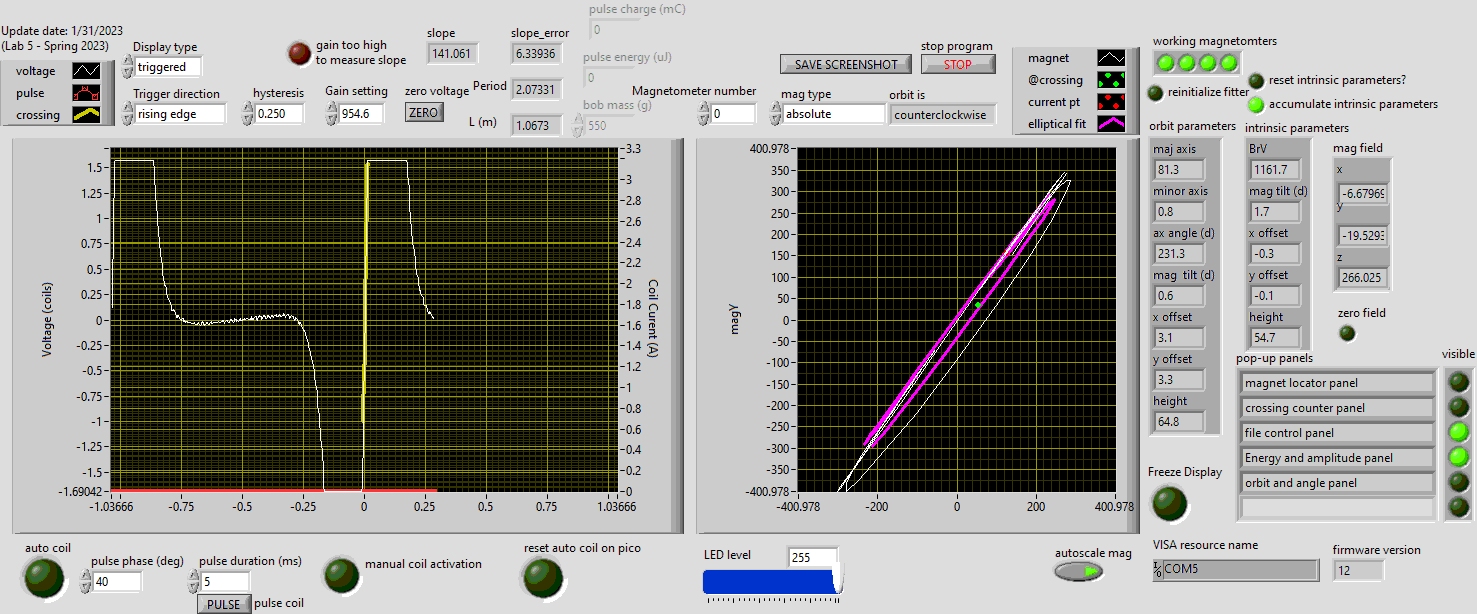 Update date: 1/31/2023
(Lab 5 - Spring 2023)
voltage
pulse
crossing
Display type
triggered
Trigger direction
rising edge
hysteresis
0.250
gain too high
to measure slope
Gain setting
954.6
zero voltage
ZERO
slope
141.061
slope_error
6.33936
Period
2.07331
L (m)
1.0673
pulse charge (mC)
0
pulse energy (uJ)
0
bob mass (g)
550
Magnetometer number
0
SAVE SCREENSHOT
stop program
STOP
mag type
absolute
orbit is
counterclockwise
magnet
@crossing
current pt
elliptical fit
working magnetomters
reinitialize fitter
reset intrinsic parameters?
accumulate intrinsic parameters
orbit parameters
maj axis
81.3
minor axis
0.8
ax angle (d)
231.3
mag tilt (d)
0.6
x offset
3.1
y offset
3.3
height
64.8
intrinsic parameters
BrV
1161.7
mag tilt (d)
1.7
x offset
-0.3
y offset
-0.1
height
54.7
mag field
x
-6.6796
y
-19.529
z
266.025
zero field
pop-up panels
visible
magnet locator panel
crossing counter panel
file control panel
Energy and amplitude panel
orbit and angle panel
Freeze Display
Voltage (coils)
1.5
1.25
1
0.75
0.5
0.25
0
-0.25
-0.5
-0.75
-1
-1.25
-1.5
-1.69042
-1.03666
-0.75
-0.5
-0.25
0
0.25
0.5
0.75
1.03666
3.3
3
2.8
2.6
2.4
2.2
2
1.8
1.6
1.4
1.2
1
0.8
0.6
0.4
0.2
0
Coil Current (A)
magy
400.978
350
300
250
200
150
100
50
0
-50
-100
-150
-200
-250
-300
-350
-400.978
-400.978
-200
0
200
400.978
auto coil
pulse phase (deg)
40
pulse duration (ms)
5
PULSE
pulse coil
manual coil activation
reset auto coil on pico
LED level
255
autoscale mag
VISA resource name
COM5
firmware version
12